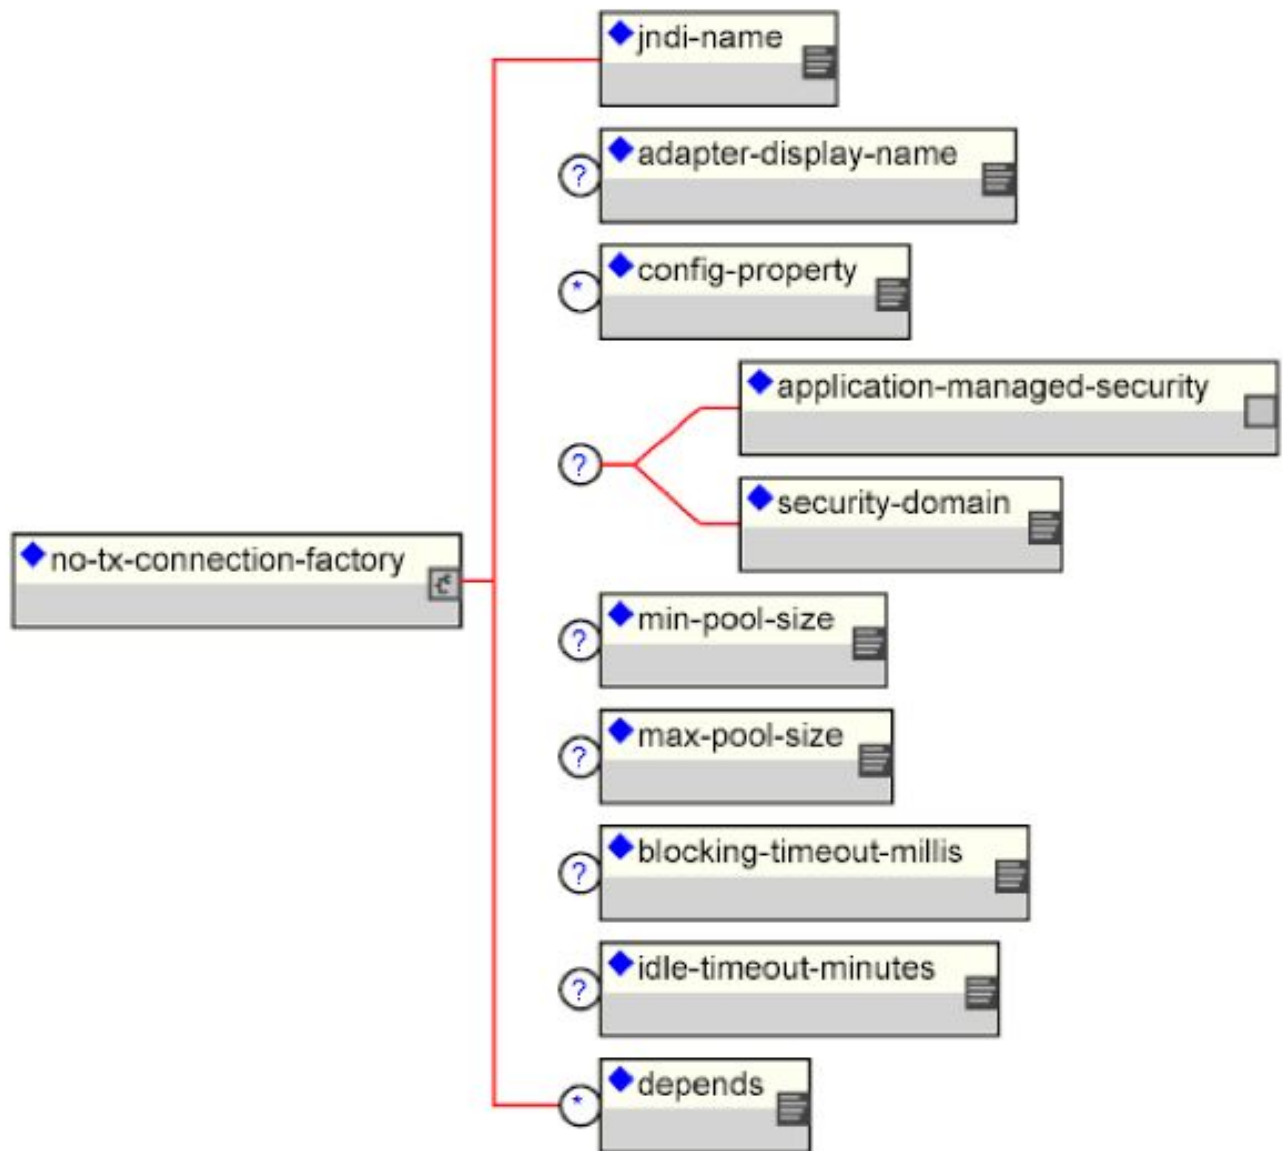 jndi-name
? adapter-display-name
* config-property
application-managed-security
?
security-domain
no-tx-connection-factory
? min-pool-size
? max-pool-size
? blocking-timeout-millis
? idle-timeout-minutes
* depends